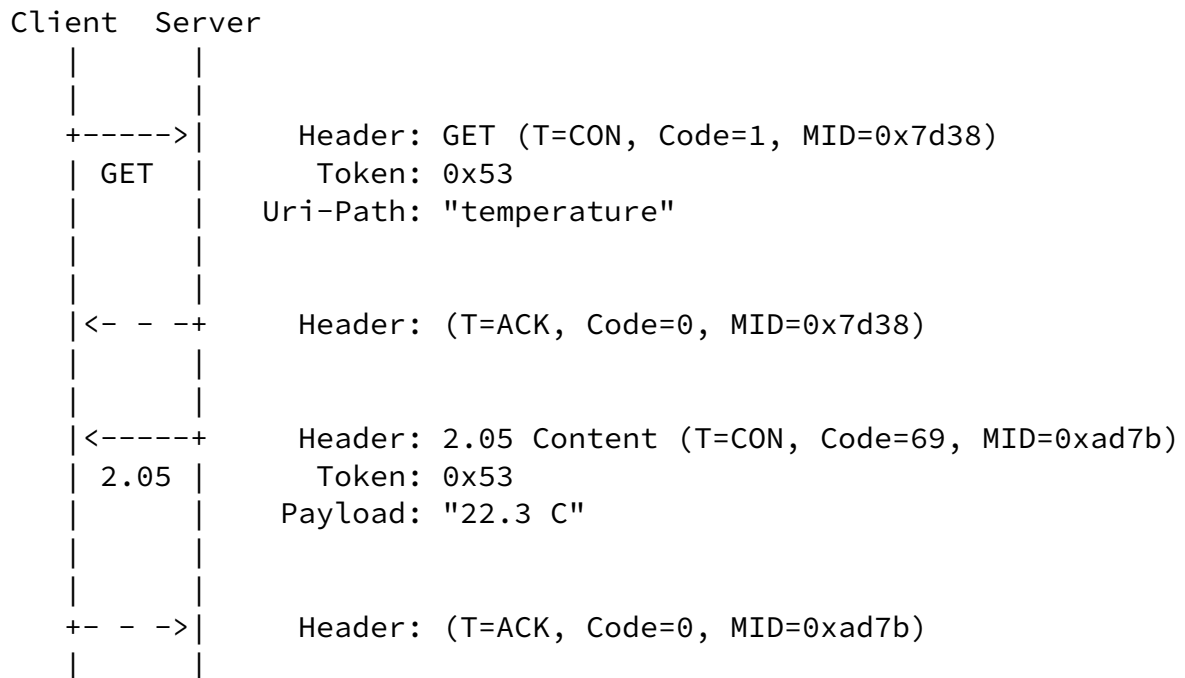 Client  Server
   |      |
   |      |
   +----->|     Header: GET (T=CON, Code=1, MID=0x7d38)
   | GET  |      Token: 0x53
   |      |   Uri-Path: "temperature"
   |      |
   |      |
   |<- - -+     Header: (T=ACK, Code=0, MID=0x7d38)
   |      |
   |      |
   |<-----+     Header: 2.05 Content (T=CON, Code=69, MID=0xad7b)
   | 2.05 |      Token: 0x53
   |      |    Payload: "22.3 C"
   |      |
   |      |
   +- - ->|     Header: (T=ACK, Code=0, MID=0xad7b)
   |      |